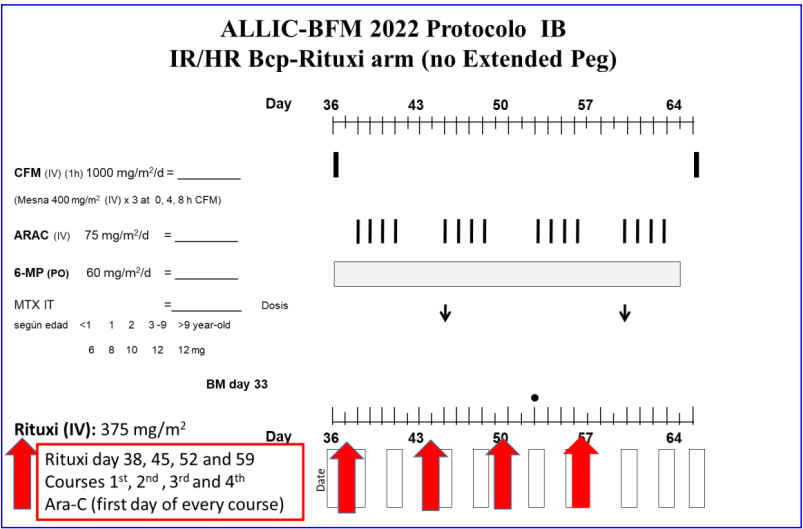 ALLIC-BFM 2022 Protocolo IB
IR/HR Bcp-Rituxi arm (no Extended Peg)
Day 36 43 50 57 64
CFM (IV) (1h) 1000 mg/m²/d = ________
(Mesna 400 mg/m² (IV) x 3 at 0, 4, 8 h CFM)
ARAC (IV) 75 mg/m²/d = ________
6-MP (PO) 60 mg/m²/d = ________
MTX IT =________ Dosis
según edad <1 1 2 3 -9 >9 year-old
6 8 10 12 12 mg
BM day 33
Rituxi (IV): 375 mg/m²
Day 36 43 50 57 64
Rituxi day 38, 45, 52 and 59
Courses 1st, 2nd , 3rd and 4th
Ara-C (first day of every course)
Date